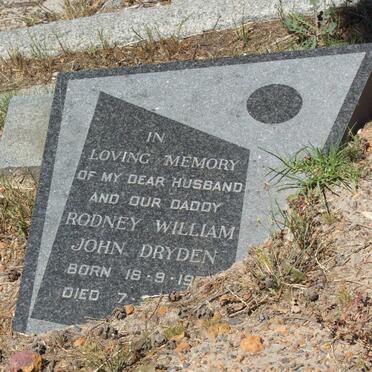 IN
LOVING MEMORY
OF MY DEAR HUSBAND
AND OUR DADDY
RODNEY WILLIAM
JOHN DRYDEN
BORN 18-9-19
DIED 7